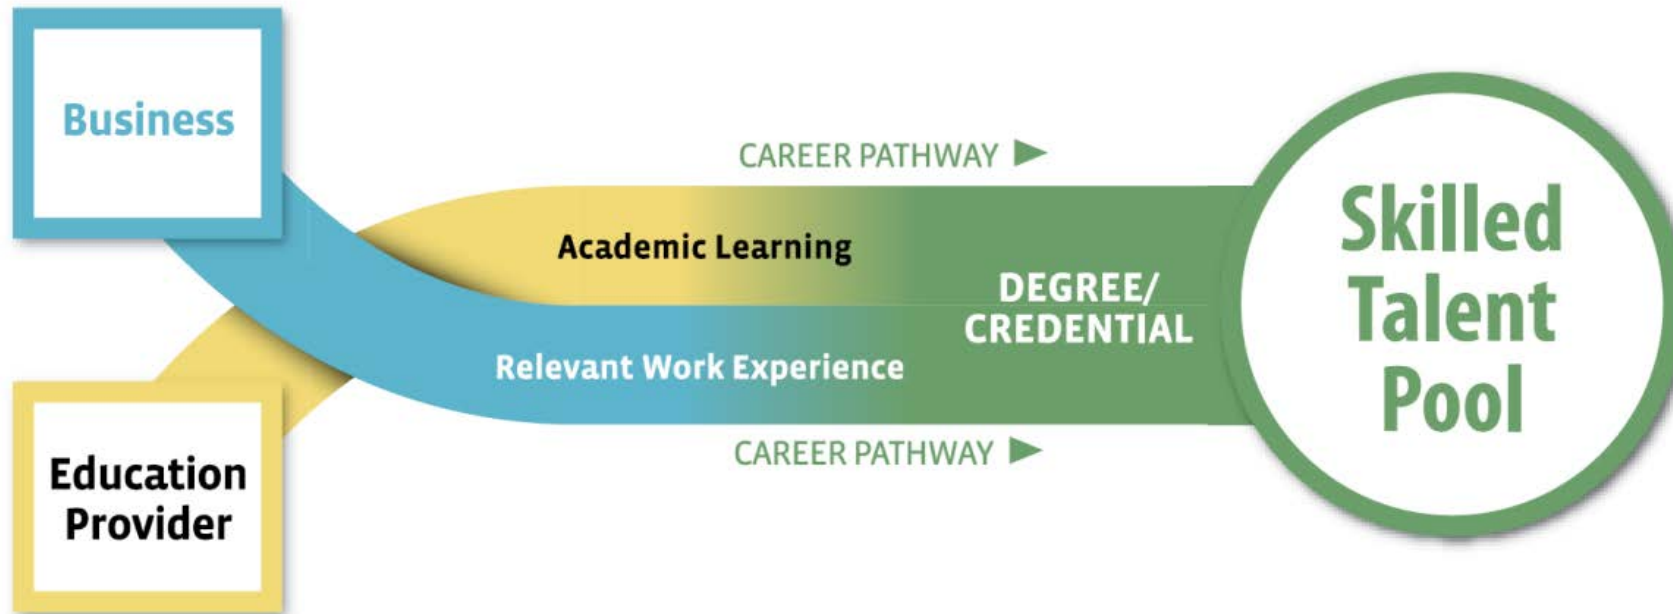 Business
CAREER PATHWAY ►
Academic Learning
DEGREE/
CREDENTIAL
Relevant Work Experience
CAREER PATHWAY ►
Education
Provider
Skilled
Talent
Pool